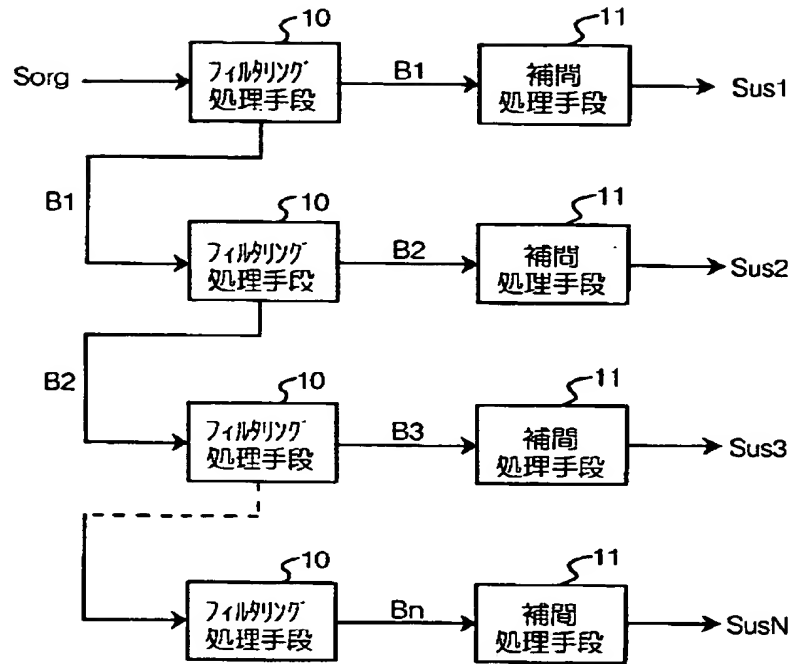 10
11
Sorg
フィルタリング
処理手段
B1
補間
処理手段
Sus1
B1
10
11
フィルタリング
処理手段
B2
補間
処理手段
Sus2
B2
10
11
フィルタリング
処理手段
B3
補間
処理手段
Sus3
10
11
フィルタリング
処理手段
Bn
補間
処理手段
SusN